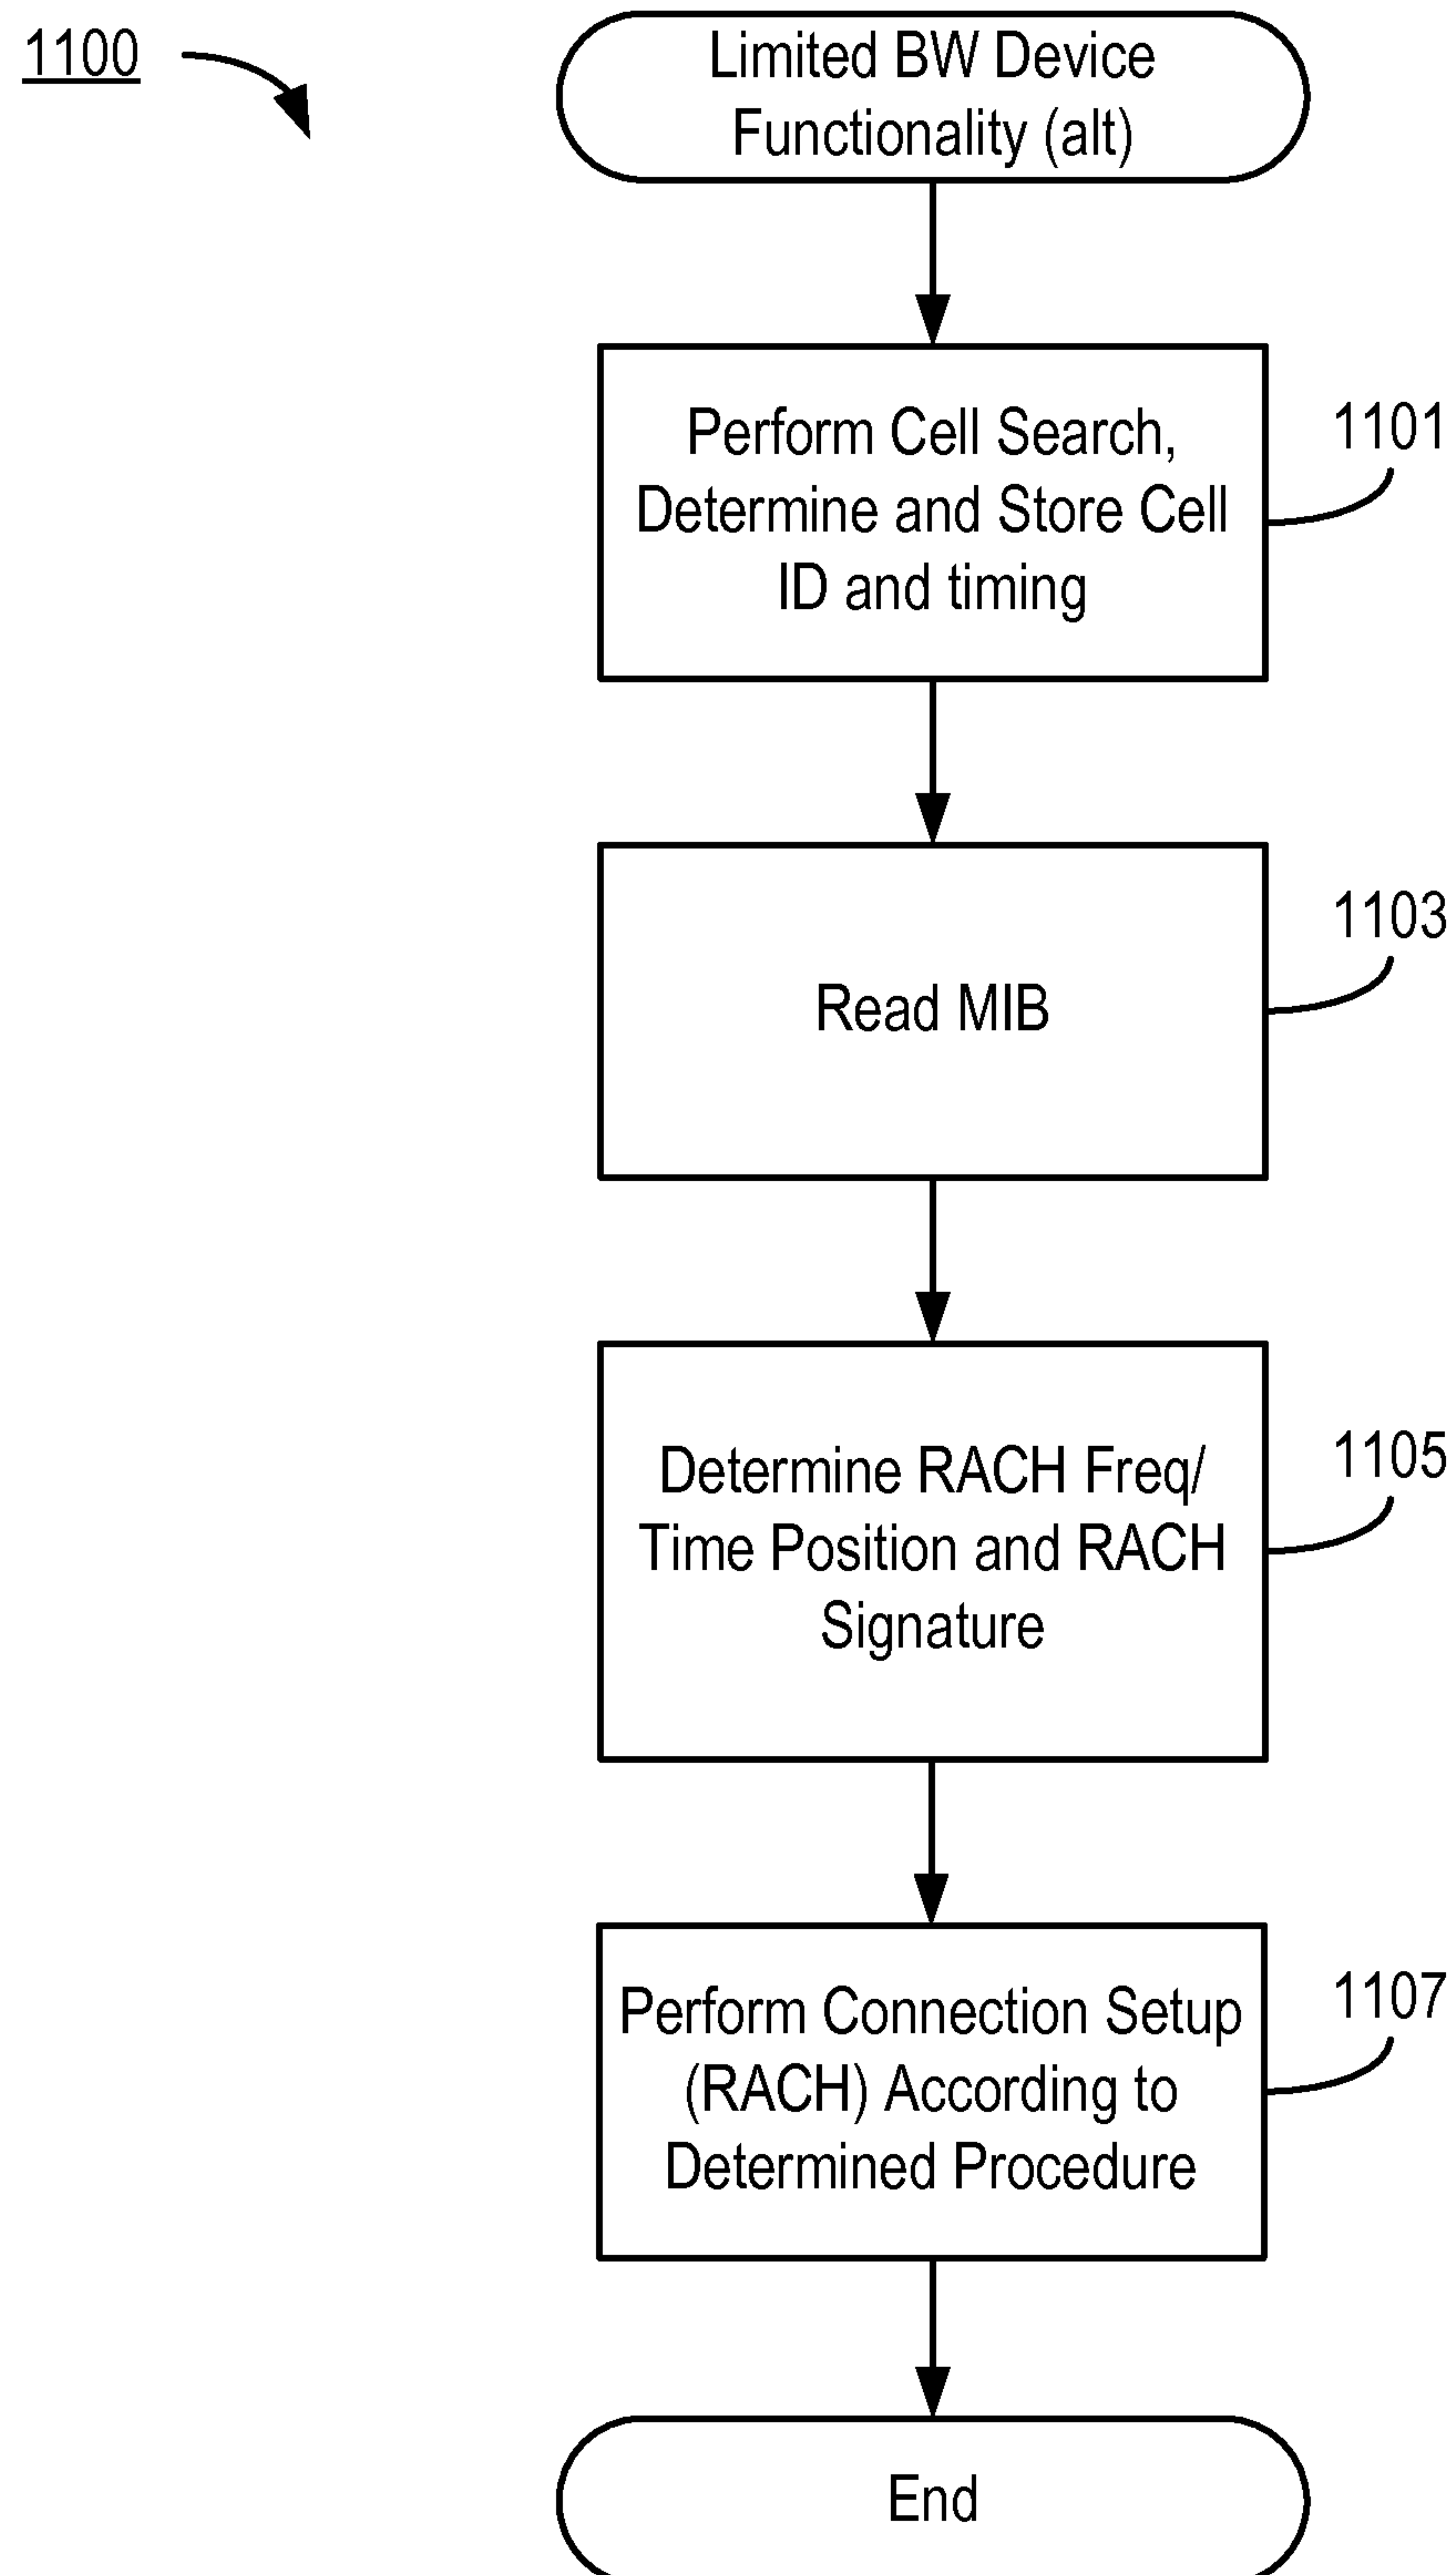 1100
Limited BW Device
Functionality (alt)
Perform Cell Search,
Determine and Store Cell
ID and timing
1101
Read MIB
1103
Determine RACH Freq/
Time Position and RACH
Signature
1105
Perform Connection Setup
(RACH) According to
Determined Procedure
1107
End